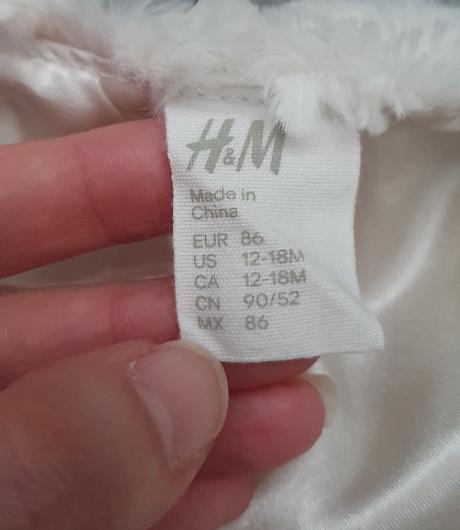 H&M
Made in
China
EUR 86
US 12-18M
CA 12-18M
CN 90/52
MX 86